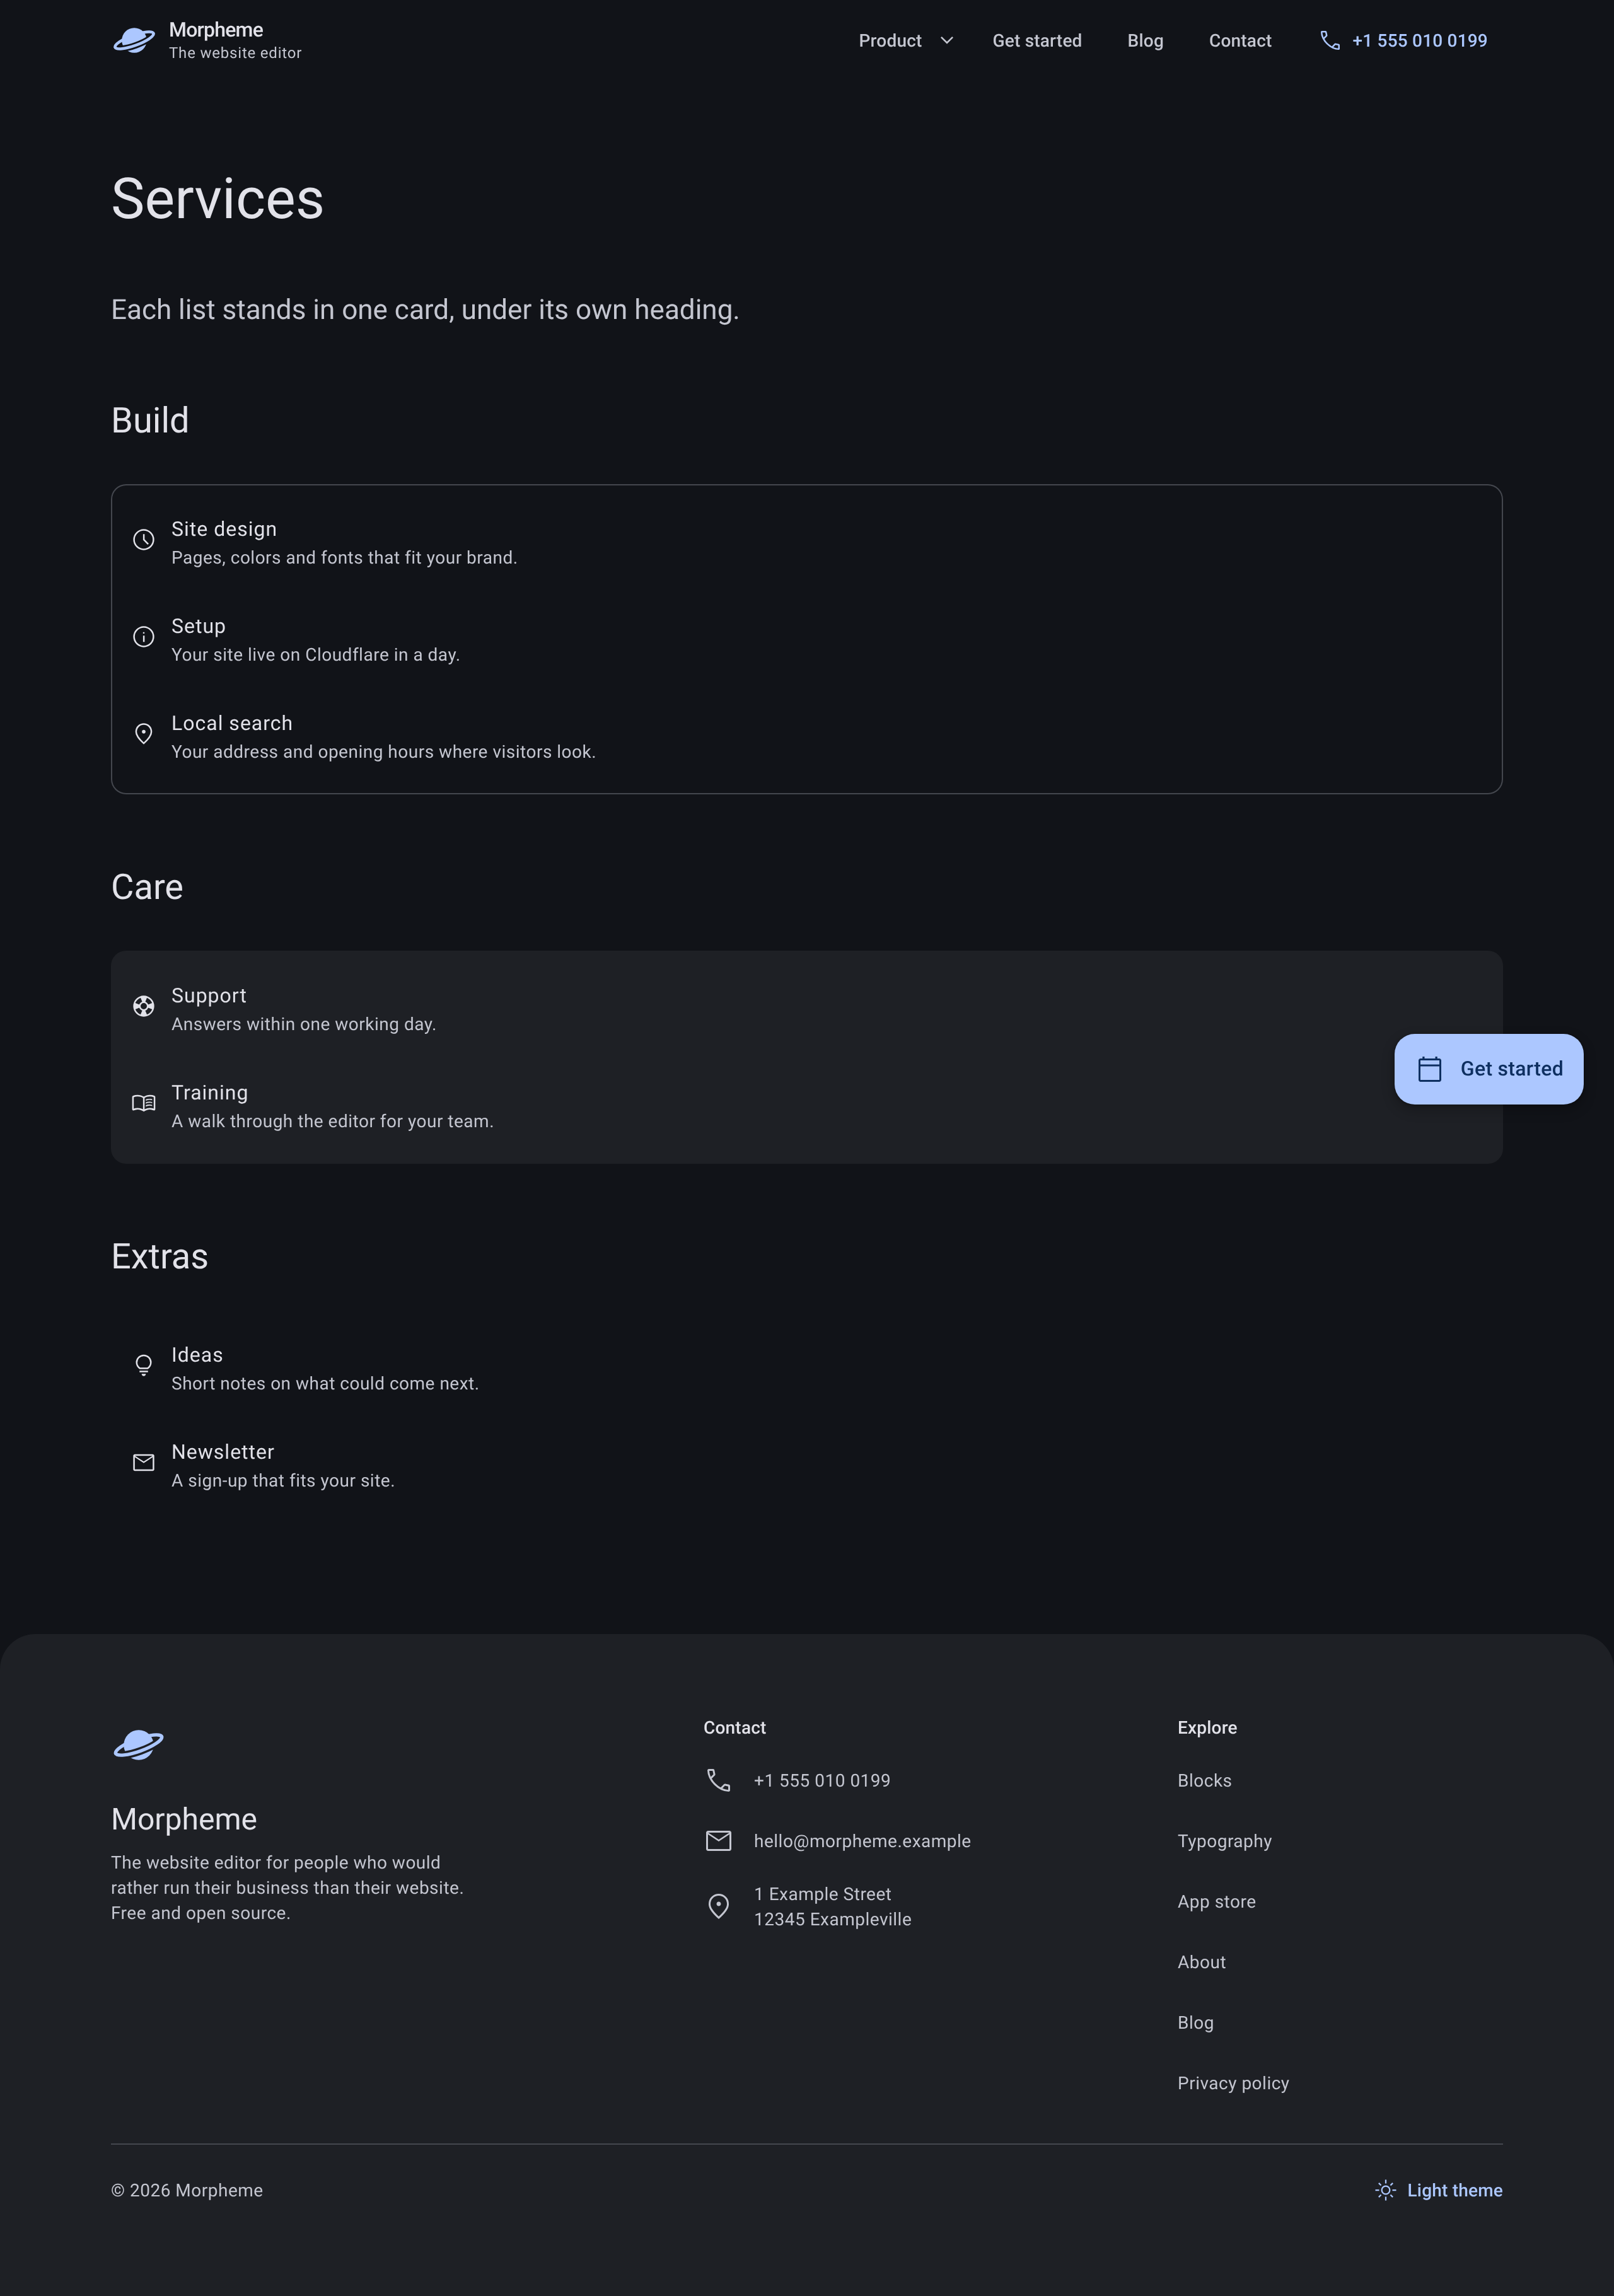 Morpheme
The website editor
Product
Get started
Blog
Contact
+1 555 010 0199
Services
Each list stands in one card, under its own heading.
Build
Site design
Pages, colors and fonts that fit your brand.
Setup
Your site live on Cloudflare in a day.
Local search
Your address and opening hours where visitors look.
Care
Support
Answers within one working day.
Training
A walk through the editor for your team.
Get started
Extras
Ideas
Short notes on what could come next.
Newsletter
A sign-up that fits your site.
Morpheme
The website editor for people who would
rather run their business than their website.
Free and open source.
Contact
+1 555 010 0199
hello@morpheme.example
1 Example Street
12345 Exampleville
Explore
Blocks
Typography
App store
About
Blog
Privacy policy
© 2026 Morpheme
Light theme